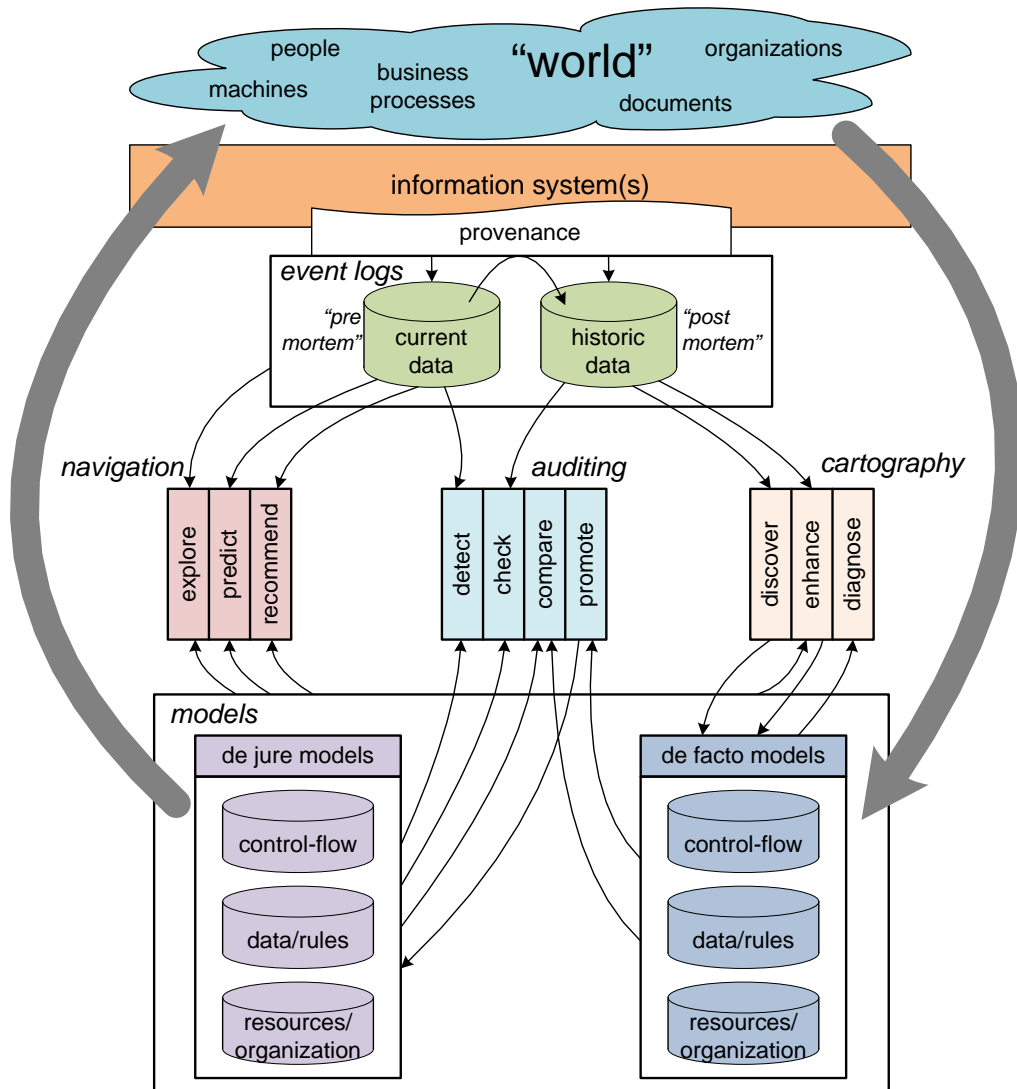 people
“world”
organizations
machines
business
processes
documents
information system(s)
provenance
event logs
“pre
mortem”
current
data
historic
data
“post
mortem”
navigation
auditing
cartography
explore
predict
recommend
detect
check
compare
promote
discover
enhance
diagnose
models
de jure models
de facto models
control-flow
control-flow
data/rules
data/rules
resources/
organization
resources/
organization